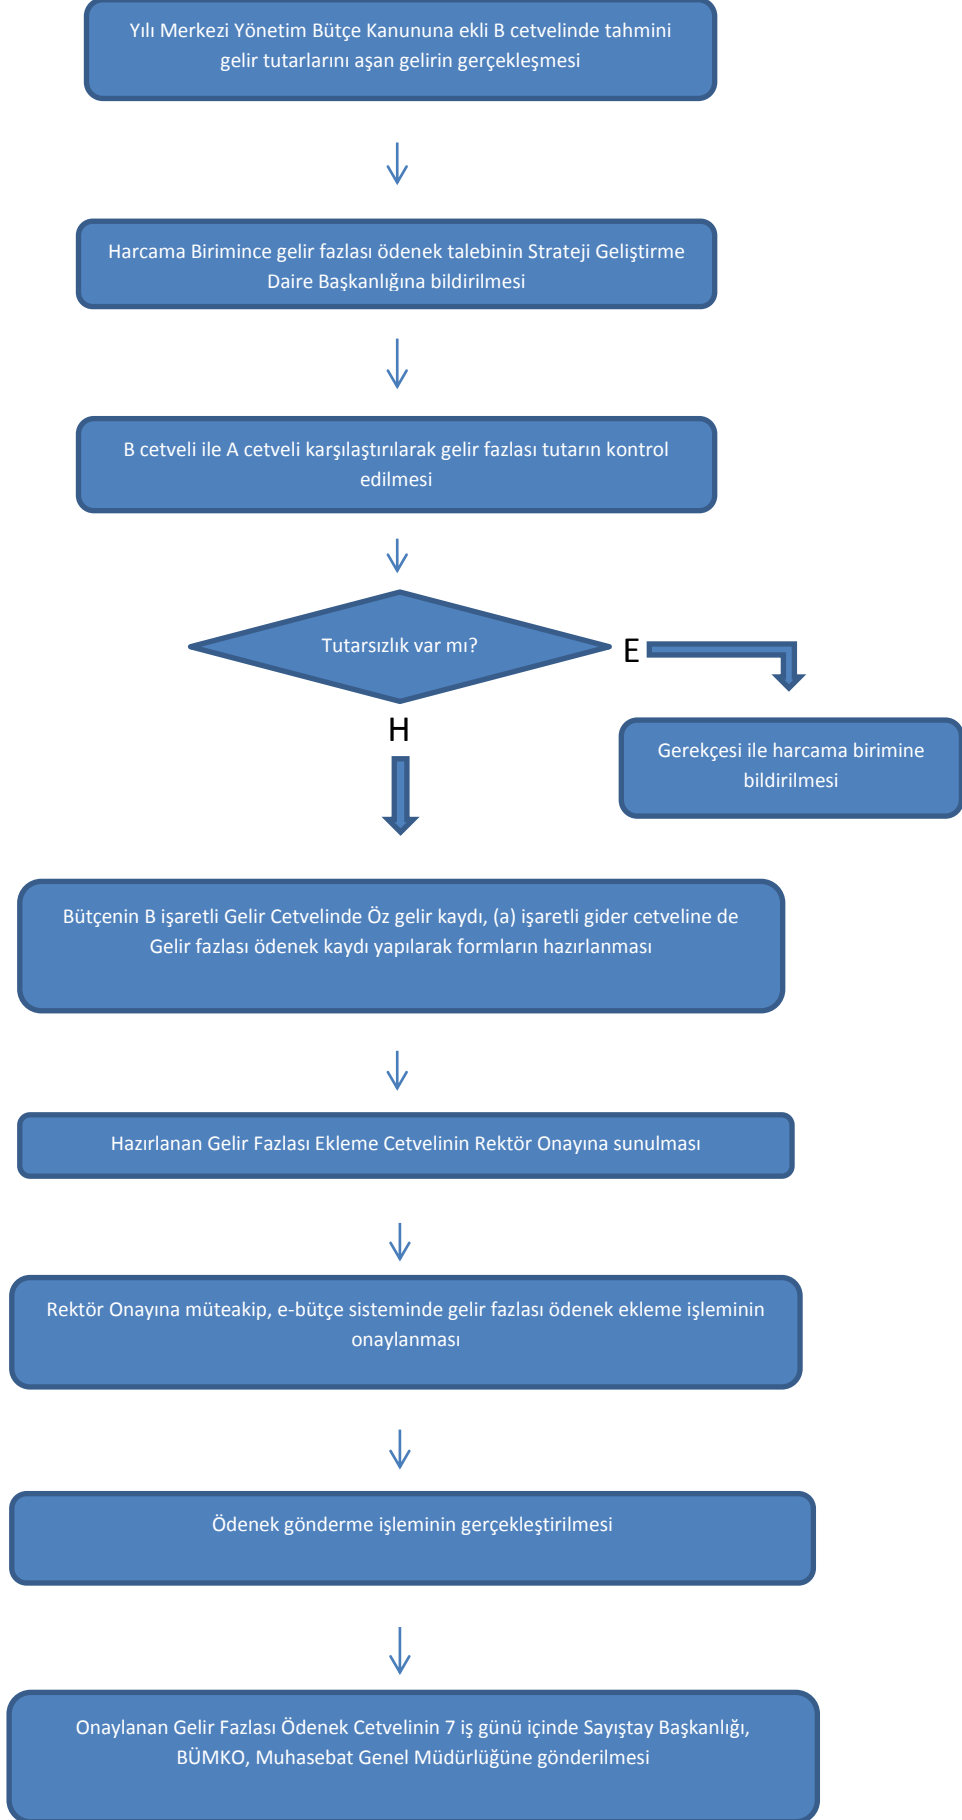 Yılı Merkezi Yönetim Bütçe Kanununa ekli B cetvelinde tahmini
gelir tutarlarını aşan gelirin gerçekleşmesi
Harcama Birimince gelir fazlası ödenek talebinin Strateji Geliştirme
Daire Başkanlığına bildirilmesi
B cetveli ile A cetveli karşılaştırılarak gelir fazlası tutarın kontrol
edilmesi
Tutarsızlık var mı?
E
H
Gerekçesi ile harcama birimine
bildirilmesi
Bütçenin B işaretli Gelir Cetvelinde Öz gelir kaydı, (a) işaretli gider cetveline de
Gelir fazlası ödenek kaydı yapılarak formların hazırlanması
Hazırlanan Gelir Fazlası Ekleme Cetvelinin Rektör Onayına sunulması
Rektör Onayına müteakip, e-bütçe sisteminde gelir fazlası ödenek ekleme işleminin
onaylanması
Ödenek gönderme işleminin gerçekleştirilmesi
Onaylanan Gelir Fazlası Ödenek Cetvelinin 7 iş günü içinde Sayıştay Başkanlığı,
BÜMKO, Muhasebat Genel Müdürlüğüne gönderilmesi